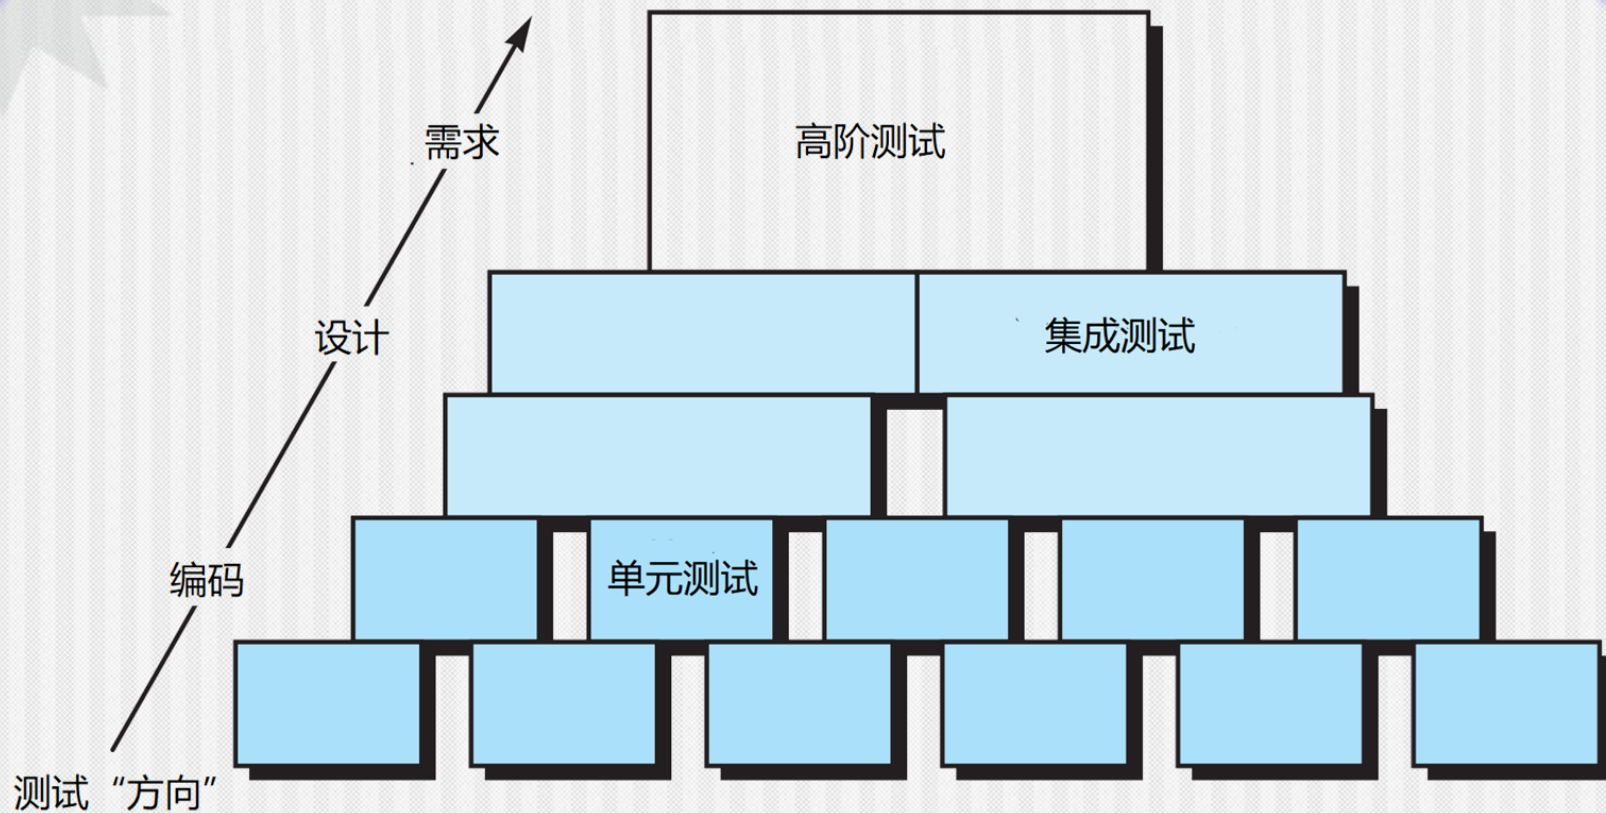 需求
高阶测试
设计
集成测试
编码
单元测试
测试“方向”